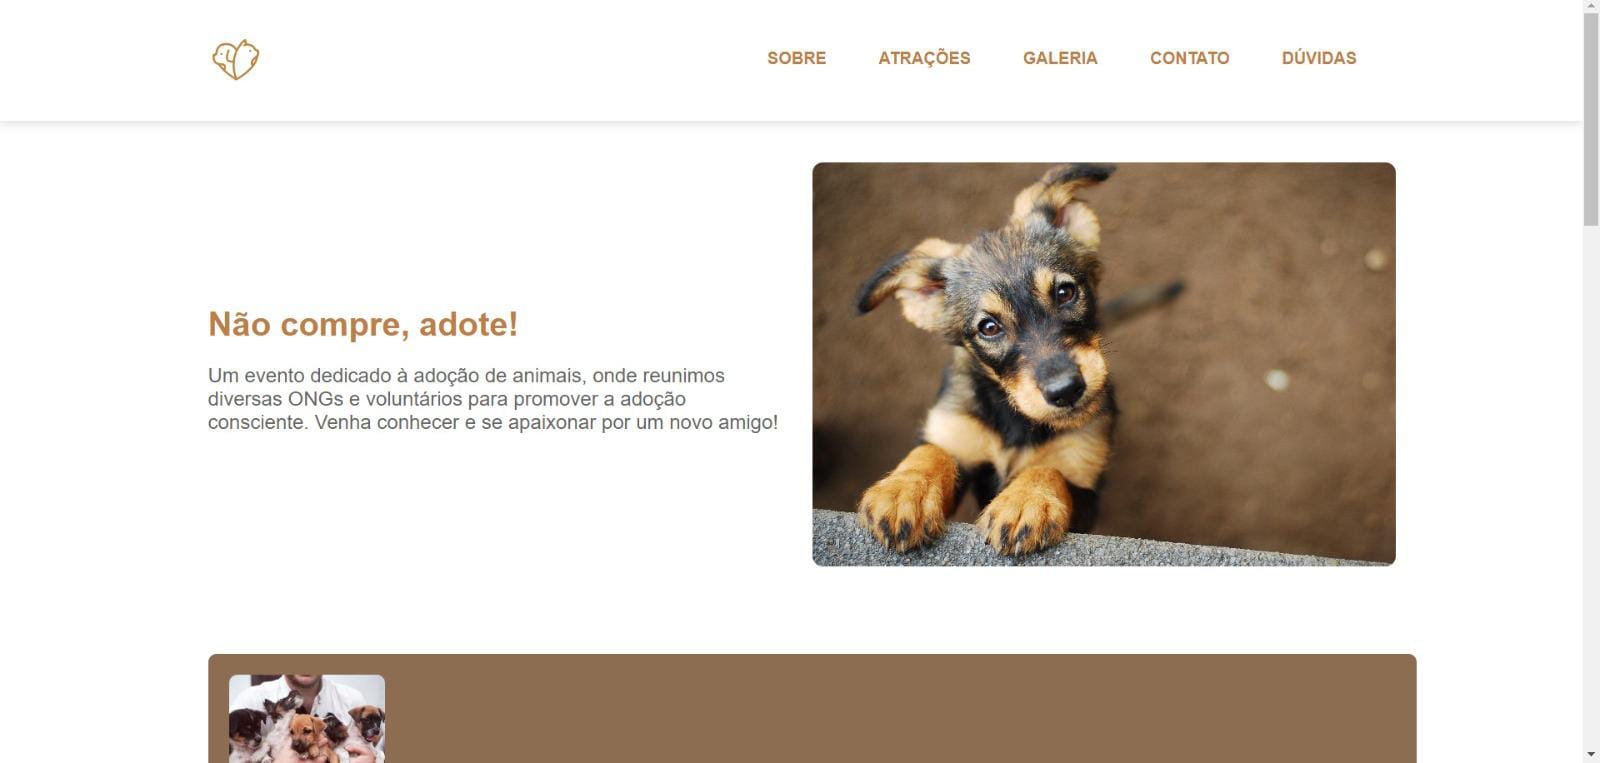 SOBRE ATRAÇÕES GALERIA CONTATO DÚVIDAS
Não compre, adote!
Um evento dedicado à adoção de animais, onde reunimos
diversas ONGs e voluntários para promover a adoção
consciente. Venha conhecer e se apaixonar por um novo amigo!